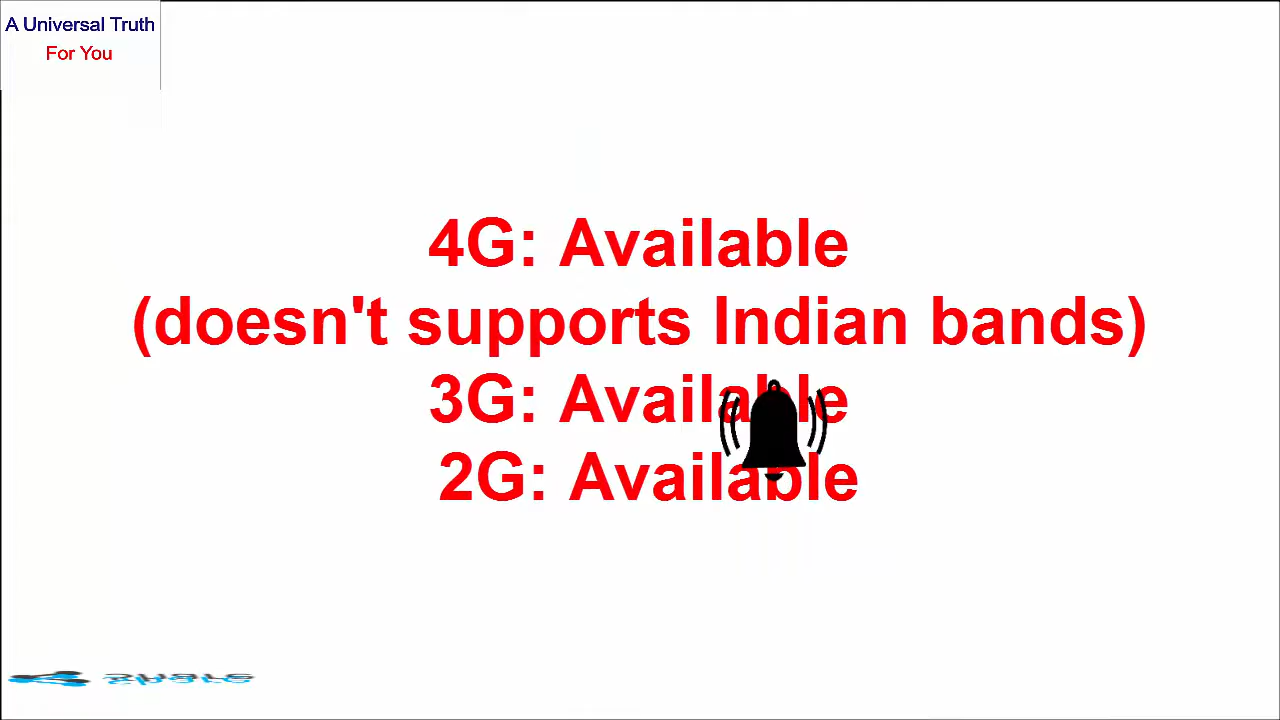 A Universal Truth
For You
4G: Available
(doesn't supports Indian bands)
3G: Available
2G: Available